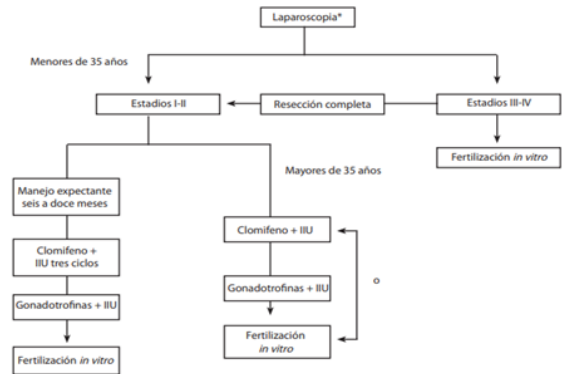 Laparoscopia*
Menores de 35 años
Estadios I-II
Resección completa
Estadios III-IV
Fertilización in vitro
Mayores de 35 años
Manejo expectante
seis a doce meses
Clomifeno +
IIU tres ciclos
Gonadotrofinas + IIU
Fertilización in vitro
Clomifeno + IIU
Gonadotrofinas + IIU
Fertilización
in vitro
o